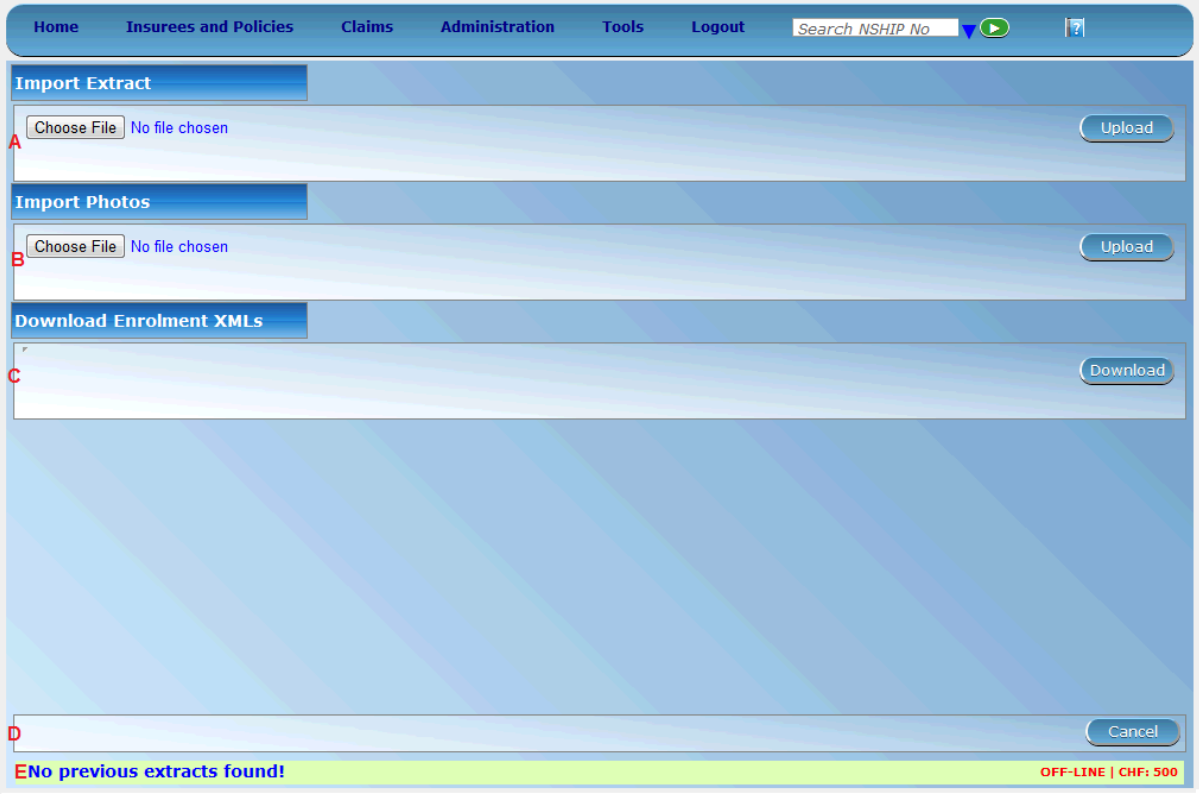 Home Insurees and Policies Claims Administration Tools Logout Search NSHIP No ?
Import Extract
A Choose File No file chosen Upload
Import Photos
B Choose File No file chosen Upload
Download Enrolment XMLs
C Download
D Cancel
E No previous extracts found! OFF-LINE | CHF: 500